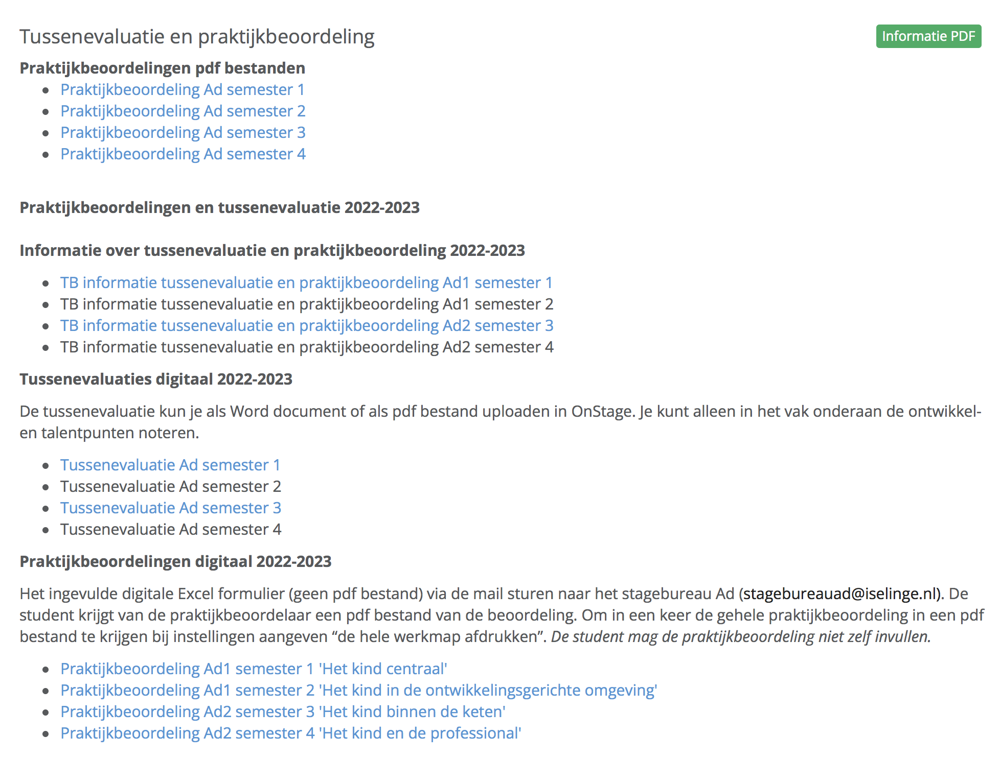 Tussenevaluatie en praktijkbeoordeling
Informatie PDF
Praktijkbeoordelingen pdf bestanden
Praktijkbeoordeling Ad semester 1
Praktijkbeoordeling Ad semester 2
Praktijkbeoordeling Ad semester 3
Praktijkbeoordeling Ad semester 4
Praktijkbeoordelingen en tussenevaluatie 2022-2023
Informatie over tussenevaluatie en praktijkbeoordeling 2022-2023
TB informatie tussenevaluatie en praktijkbeoordeling Ad1 semester 1
TB informatie tussenevaluatie en praktijkbeoordeling Ad1 semester 2
TB informatie tussenevaluatie en praktijkbeoordeling Ad2 semester 3
TB informatie tussenevaluatie en praktijkbeoordeling Ad2 semester 4
Tussenevaluaties digitaal 2022-2023
De tussenevaluatie kun je als Word document of als pdf bestand uploaden in OnStage. Je kunt alleen in het vak onderaan de ontwikkel-
en talentpunten noteren.
Tussenevaluatie Ad semester 1
Tussenevaluatie Ad semester 2
Tussenevaluatie Ad semester 3
Tussenevaluatie Ad semester 4
Praktijkbeoordelingen digitaal 2022-2023
Het ingevulde digitale Excel formulier (geen pdf bestand) via de mail sturen naar het stagebureau Ad (stagebureauad@iselinge.nl). De
student krijgt van de praktijkbeoordelaar een pdf bestand van de beoordeling. Om in een keer de gehele praktijkbeoordeling in een pdf
bestand te krijgen bij instellingen aangeven “de hele werkmap afdrukken”. De student mag de praktijkbeoordeling niet zelf invullen.
Praktijkbeoordeling Ad1 semester 1 'Het kind centraal'
Praktijkbeoordeling Ad1 semester 2 'Het kind in de ontwikkelingsgerichte omgeving'
Praktijkbeoordeling Ad2 semester 3 'Het kind binnen de keten'
Praktijkbeoordeling Ad2 semester 4 'Het kind en de professional'